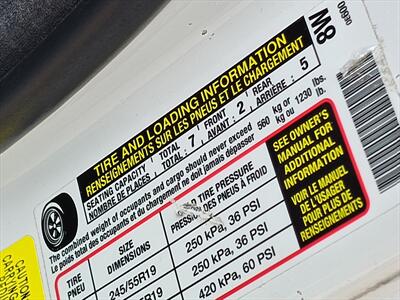 M8
0E600
TIRE AND LOADING INFORMATION
RENSEIGNEMENTS SUR LES PNEUS ET LE CHARGEMENT
SEATING CAPACITY TOTAL 7 FRONT 2 REAR 5
NOMBRE DE PLACES TOTAL: AVANT: ARRIÈRE:
The combined weight of occupants and cargo should never exceed 560 kg or 1230 lbs.
Le poids total des occupants et du chargement ne doit jamais dépasser kg ou lb.
TIRE
PNEU
SIZE
DIMENSIONS
COLD TIRE PRESSURE
PRESSION DES PNEUS À FROID
245/55R19
250 kPa, 36 PSI
/55R19
250 kPa, 36 PSI
420 kPa, 60 PSI
SEE OWNER'S
MANUAL FOR
ADDITIONAL
INFORMATION
VOIR LE MANUEL
DE L'USAGER
POUR PLUS DE
RENSEIGNEMENTS
CAUTION